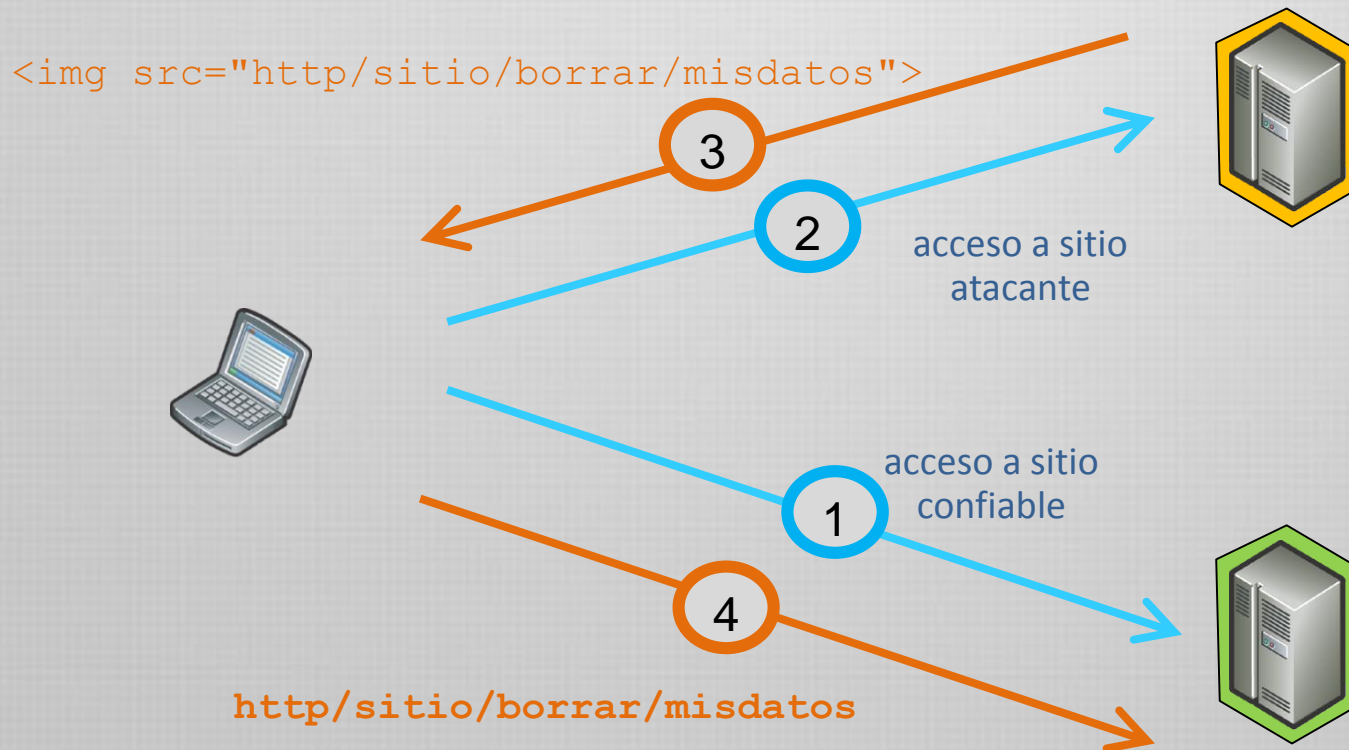 <img src="http/sitio/borrar/misdatos">
3
2
acceso a sitio
atacante
acceso a sitio
confiable
1
4
http/sitio/borrar/misdatos